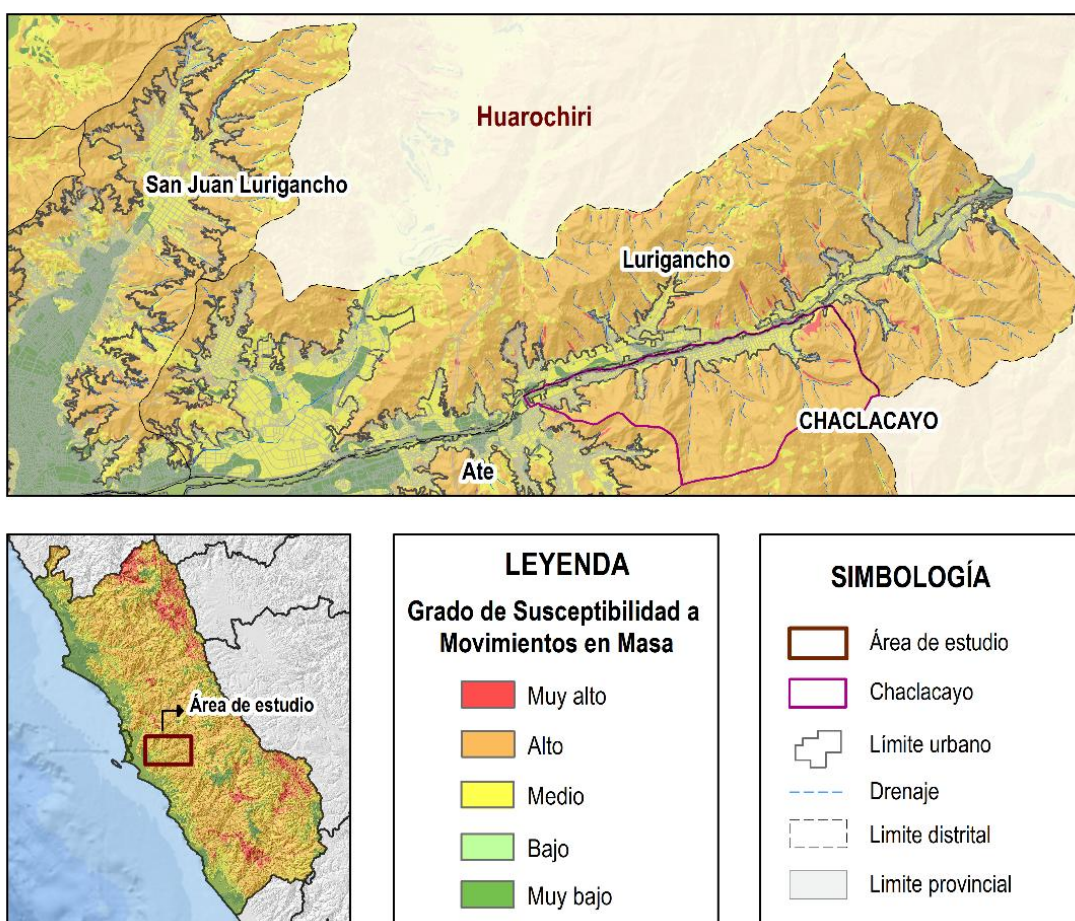 Huarochiri
San Juan Lurigancho
Lurigancho
CHACLACAYO
Ate
Área de estudio
LEYENDA
Grado de Susceptibilidad a
Movimientos en Masa
Muy alto
Alto
Medio
Bajo
Muy bajo
SIMBOLOGÍA
Área de estudio
Chaclacayo
Límite urbano
Drenaje
Limite distrital
Limite provincial